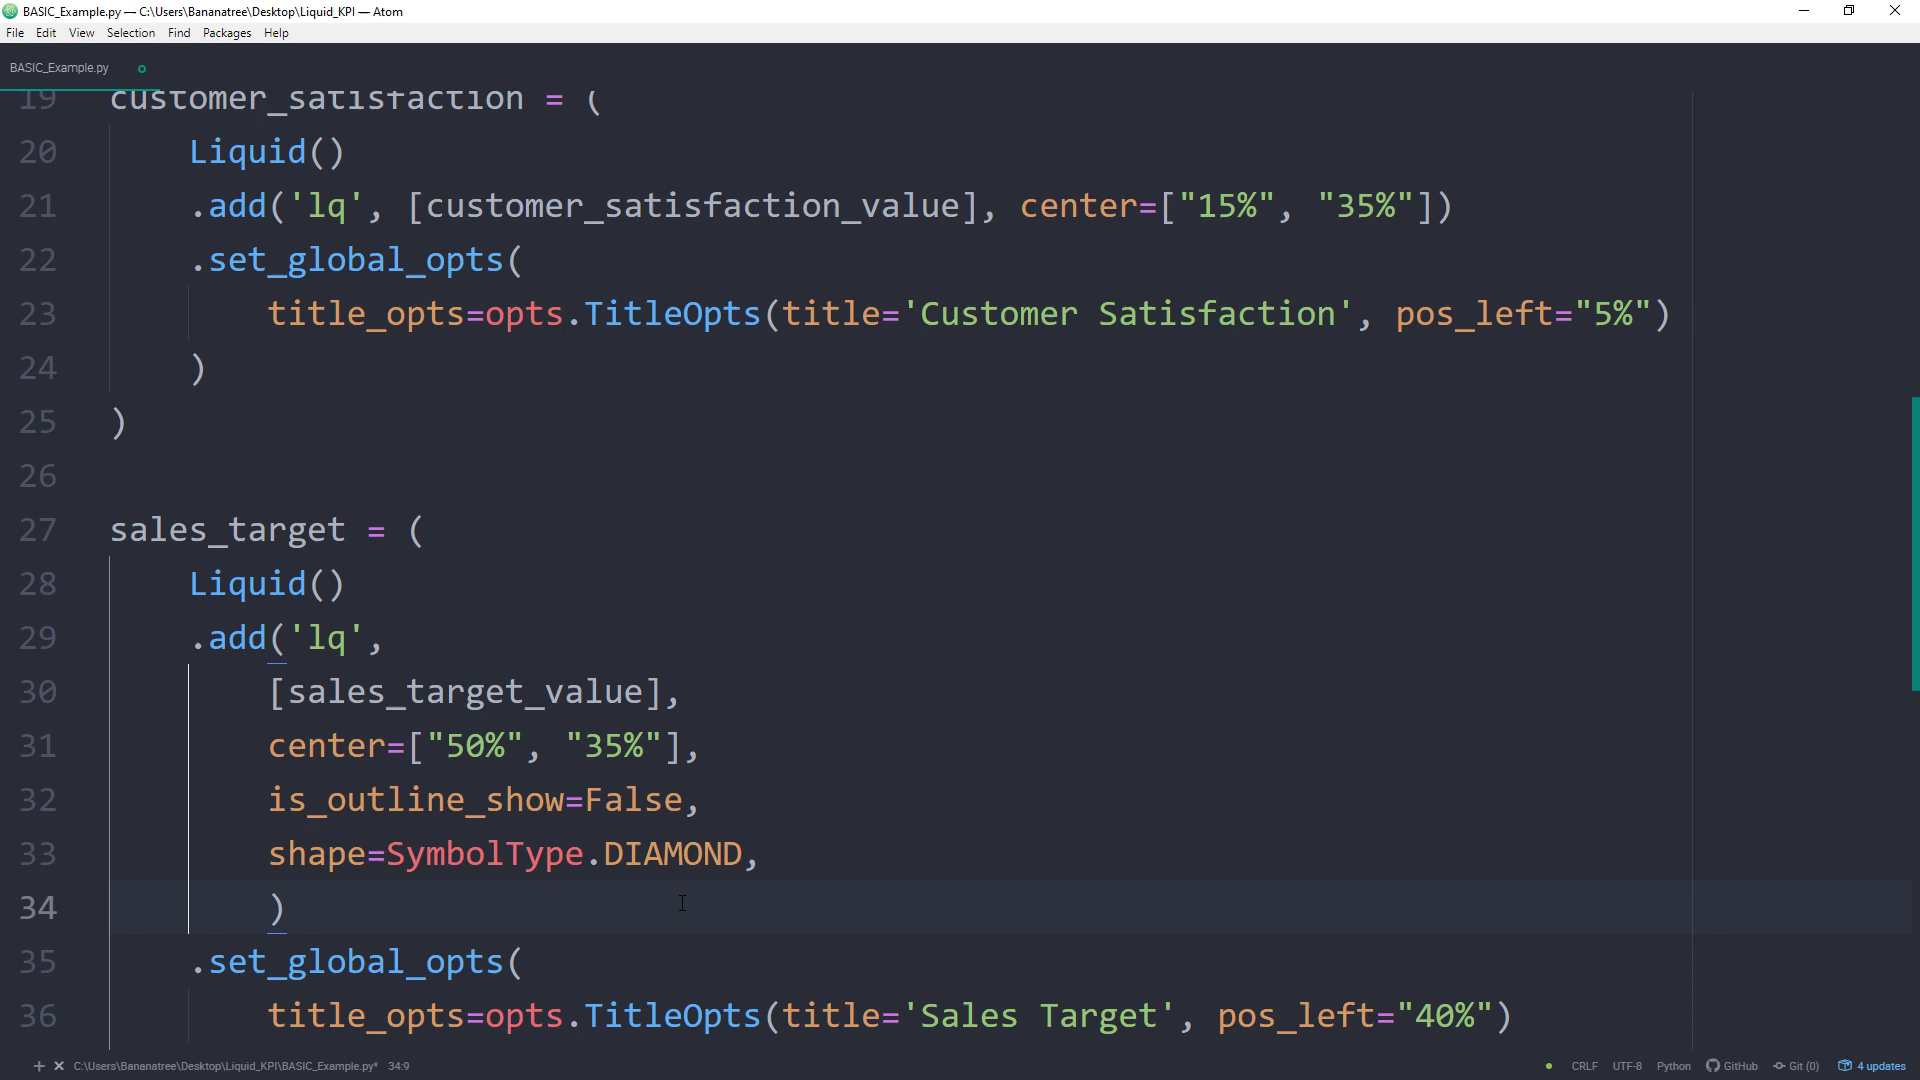 BASIC_Example.py — C:\Users\Bananatree\Desktop\Liquid_KPI — Atom
File Edit View Selection Find Packages Help
BASIC_Example.py
19 customer_satisfaction = (
20 Liquid()
21 .add('lq', [customer_satisfaction_value], center=["15%", "35%"])
22 .set_global_opts(
23 title_opts=opts.TitleOpts(title='Customer Satisfaction', pos_left="5%")
24 )
25 )
26
27 sales_target = (
28 Liquid()
29 .add('lq',
30 [sales_target_value],
31 center=["50%", "35%"],
32 is_outline_show=False,
33 shape=SymbolType.DIAMOND,
34 )
35 .set_global_opts(
36 title_opts=opts.TitleOpts(title='Sales Target', pos_left="40%")
C:\Users\Bananatree\Desktop\Liquid_KPI\BASIC_Example.py* 34:9 CRLF UTF-8 Python GitHub Git (0) 4 updates